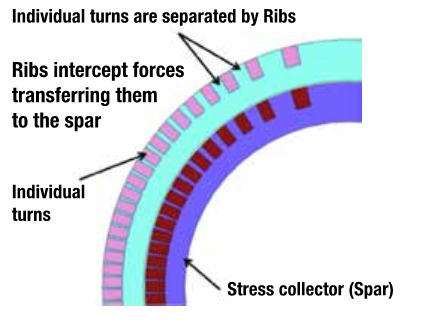 Individual turns are separated by Ribs
Ribs intercept forces
transferring them
to the spar
Individual
turns
Stress collector (Spar)